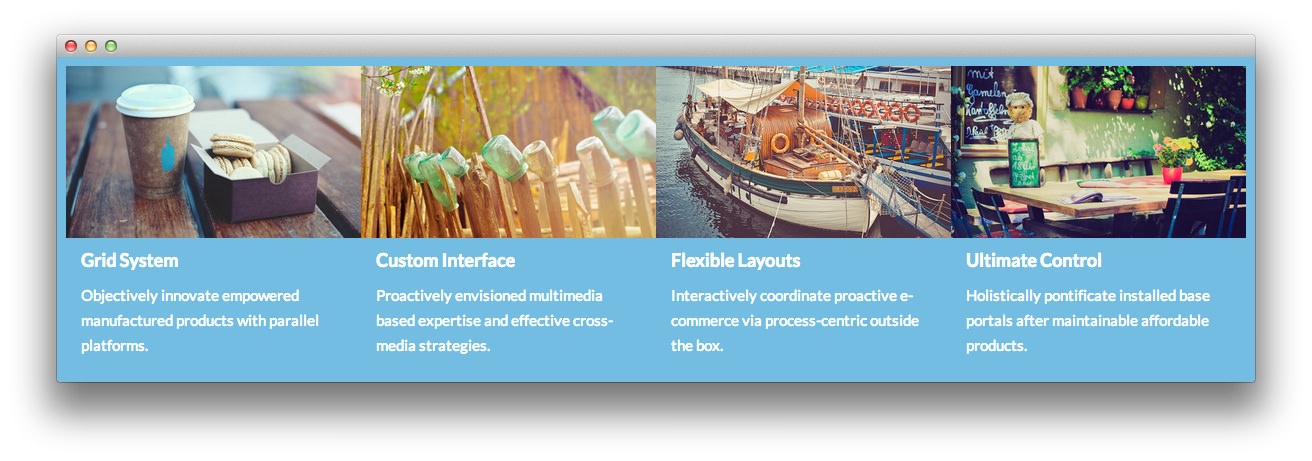 mit
Gamelen
Grid System
Objectively innovate empowered
manufactured products with parallel
platforms.
Custom Interface
Proactively envisioned multimedia
based expertise and effective cross-
media strategies.
Flexible Layouts
Interactively coordinate proactive e-
commerce via process-centric outside
the box.
Ultimate Control
Holistically pontificate installed base
portals after maintainable affordable
products.